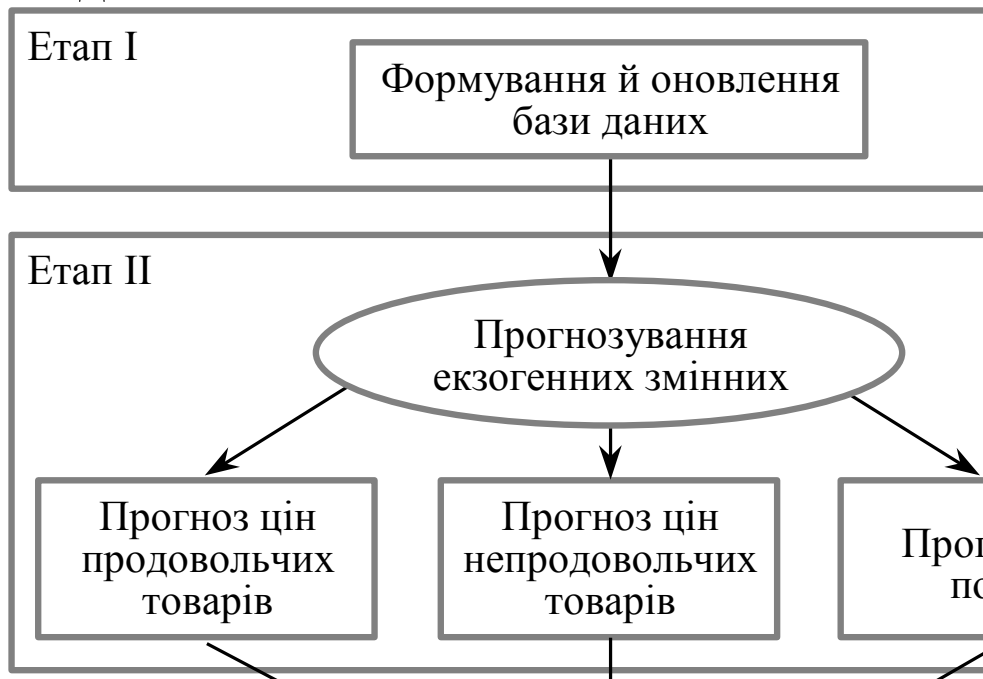 Етап I
Формування й оновлення
бази даних
Етап II
Прогнозування
екзогенних змінних
Прогноз цін
продовольчих
товарів
Прогноз цін
непродовольчих
товарів